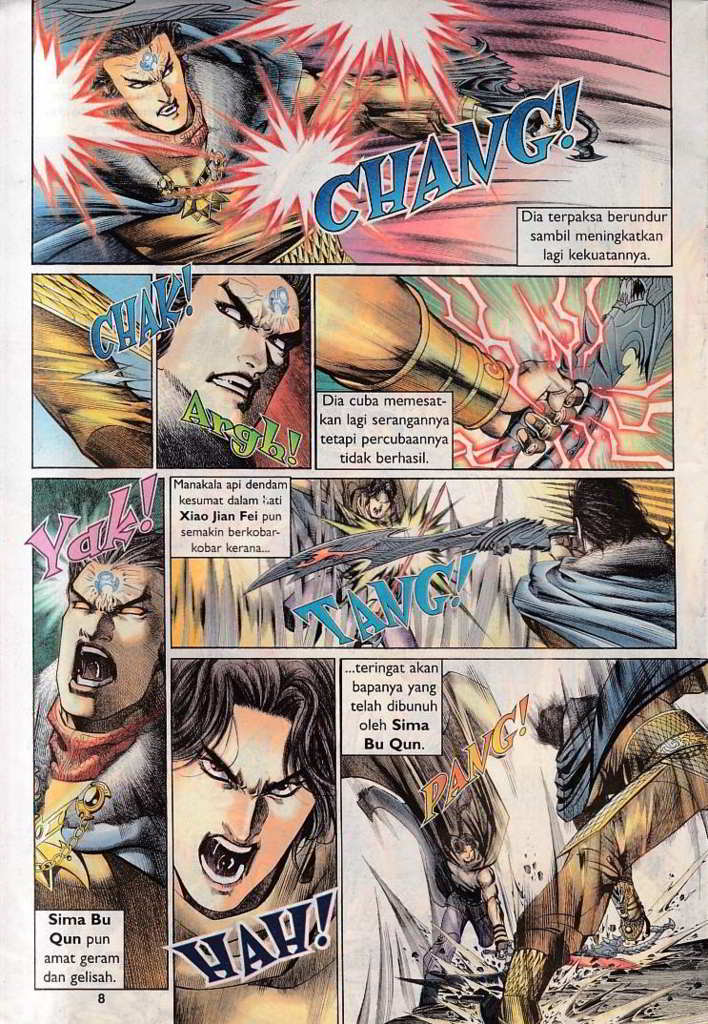 CHANG!
Dia terpaksa berundur
sambil meningkatkan
lagi kekuatannya.
CHAK!
Argh!
Dia cuba memesat-
kan lagi serangannya
tetapi percubaannya
tidak berhasil.
Yak!
Manakala api dendam
kesumat dalam hati
Xiao Jian Fei pun
semakin berkobar-
kobar kerana...
TANG!
...teringat akan
bapanya yang
telah dibunuh
oleh Sima
Bu Qun.
PANG!
HAH!
Sima Bu
Qun pun
amat geram
dan gelisah.
8